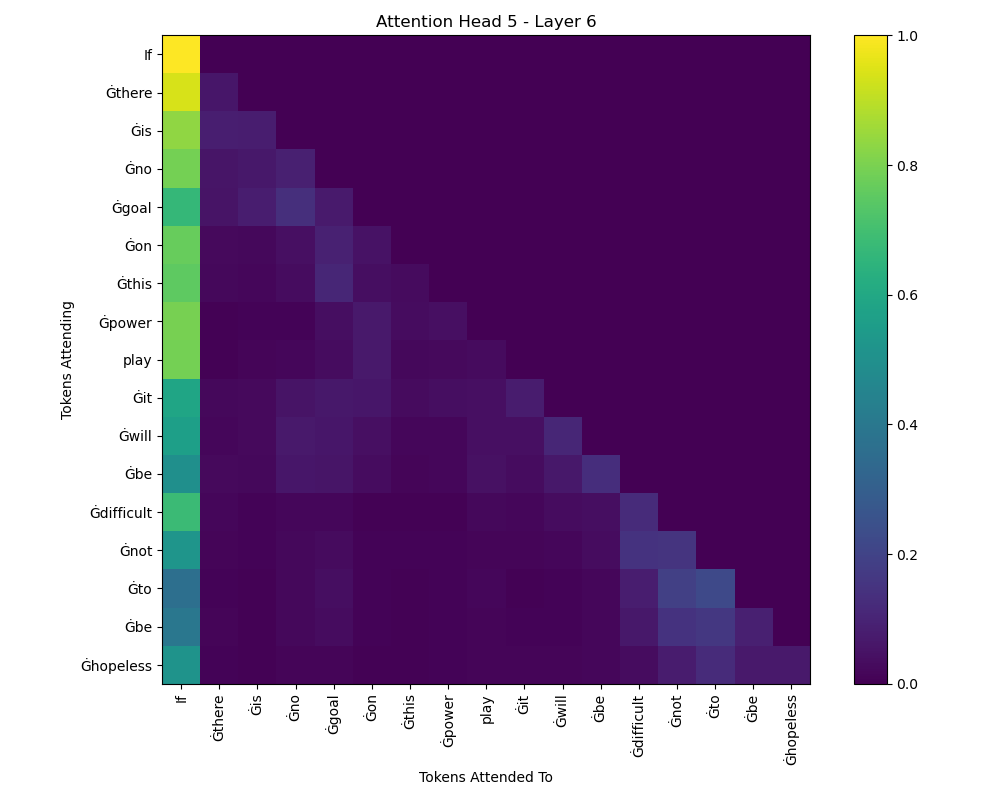 Attention Head 5 - Layer 6
If
Ġthere
Ġis
Ġno
Ġgoal
Ġon
Ġthis
Ġpower
play
Ġit
Ġwill
Ġbe
Ġdifficult
Ġnot
Ġto
Ġbe
Ġhopeless
Tokens Attending
If
Ġthere
Ġis
Ġno
Ġgoal
Ġon
Ġthis
Ġpower
play
Ġit
Ġwill
Ġbe
Ġdifficult
Ġnot
Ġto
Ġbe
Ġhopeless
Tokens Attended To
1.0
0.8
0.6
0.4
0.2
0.0